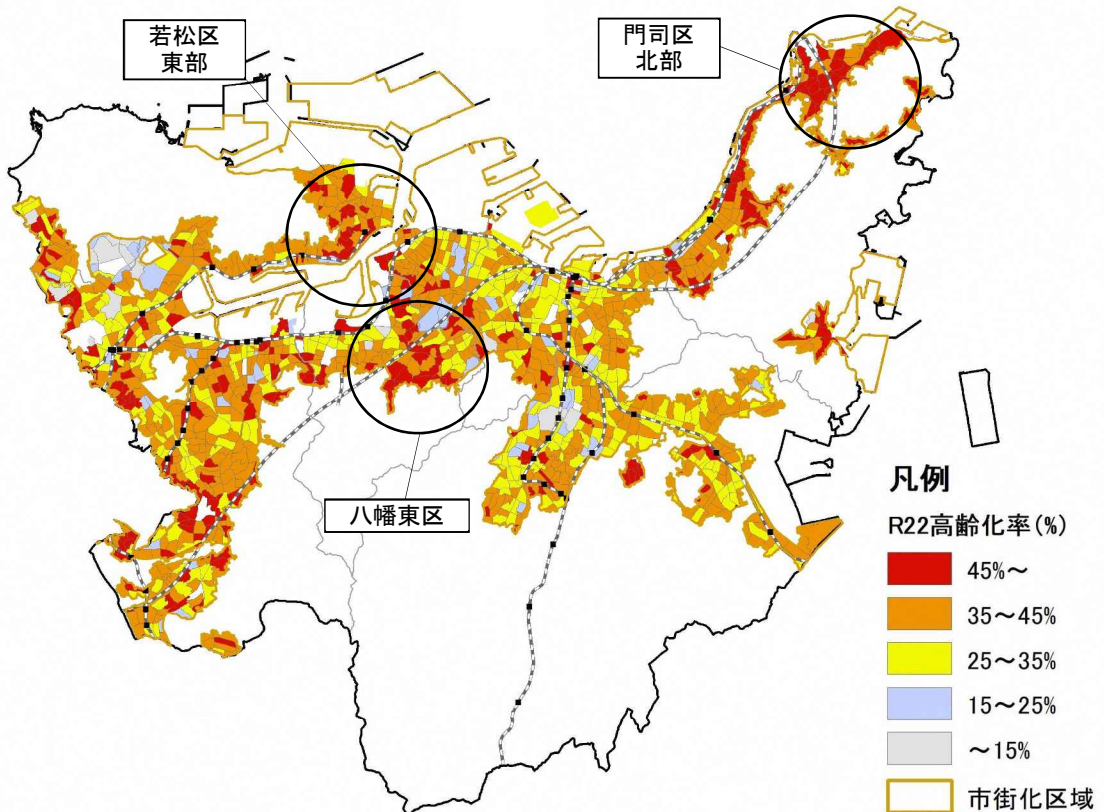 若松区
東部
門司区
北部
八幡東区
凡例
R22高齢化率(%)
45%～
35～45%
25～35%
15～25%
～15%
市街化区域